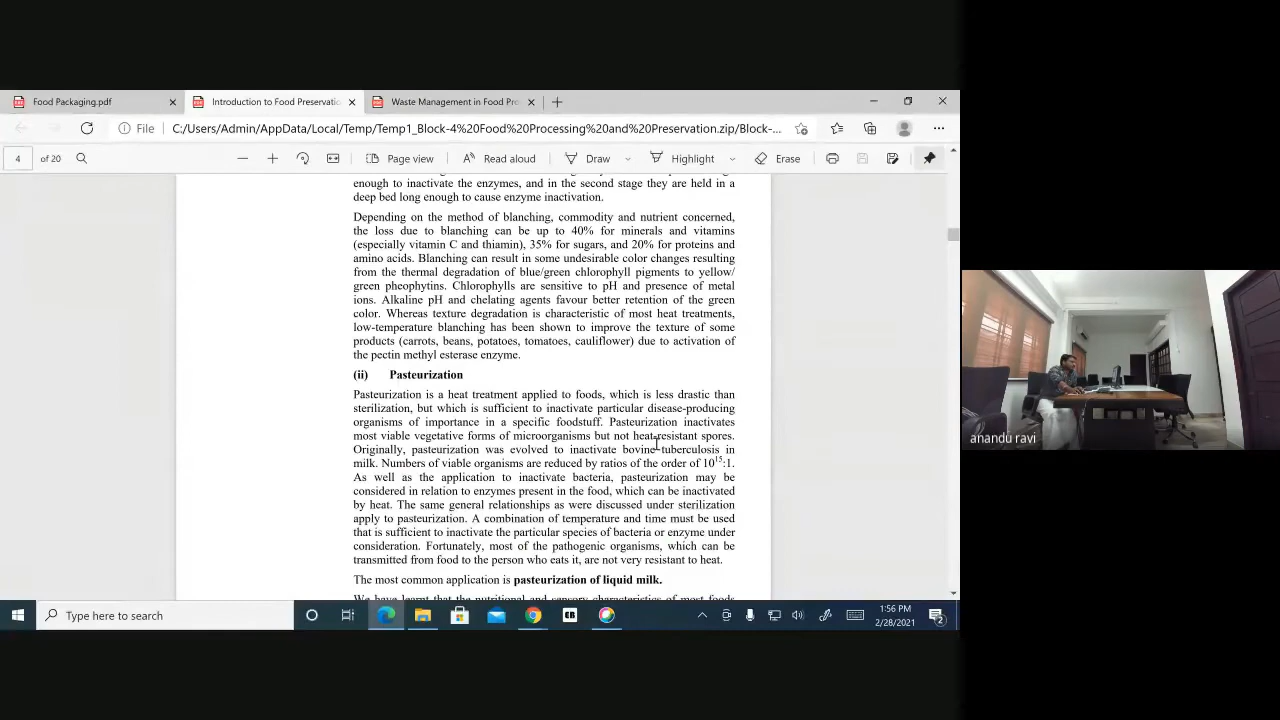 Food Packaging.pdf
Introduction to Food Preservatio
Waste Management in Food Pro
File
C:/Users/Admin/AppData/Local/Temp/Temp1_Block-4%20Food%20Processing%20and%20Preservation.zip/Block-...
4 of 20
Page view
Read aloud
Draw
Highlight
Erase
enough to inactivate the enzymes, and in the second stage they are held in a
deep bed long enough to cause enzyme inactivation.
Depending on the method of blanching, commodity and nutrient concerned,
the loss due to blanching can be up to 40% for minerals and vitamins
(especially vitamin C and thiamin), 35% for sugars, and 20% for proteins and
amino acids. Blanching can result in some undesirable color changes resulting
from the thermal degradation of blue/green chlorophyll pigments to yellow/
green pheophytins. Chlorophylls are sensitive to pH and presence of metal
ions. Alkaline pH and chelating agents favour better retention of the green
color. Whereas texture degradation is characteristic of most heat treatments,
low-temperature blanching has been shown to improve the texture of some
products (carrots, beans, potatoes, tomatoes, cauliflower) due to activation of
the pectin methyl esterase enzyme.
(ii) Pasteurization
Pasteurization is a heat treatment applied to foods, which is less drastic than
sterilization, but which is sufficient to inactivate particular disease-producing
organisms of importance in a specific foodstuff. Pasteurization inactivates
most viable vegetative forms of microorganisms but not heat-resistant spores.
Originally, pasteurization was evolved to inactivate bovine tuberculosis in
milk. Numbers of viable organisms are reduced by ratios of the order of 10¹⁵:1.
As well as the application to inactivate bacteria, pasteurization may be
considered in relation to enzymes present in the food, which can be inactivated
by heat. The same general relationships as were discussed under sterilization
apply to pasteurization. A combination of temperature and time must be used
that is sufficient to inactivate the particular species of bacteria or enzyme under
consideration. Fortunately, most of the pathogenic organisms, which can be
transmitted from food to the person who eats it, are not very resistant to heat.
The most common application is pasteurization of liquid milk.
We have learnt that the nutritional and sensory characteristics of most foods
anandu ravi
Type here to search
1:56 PM
2/28/2021
2